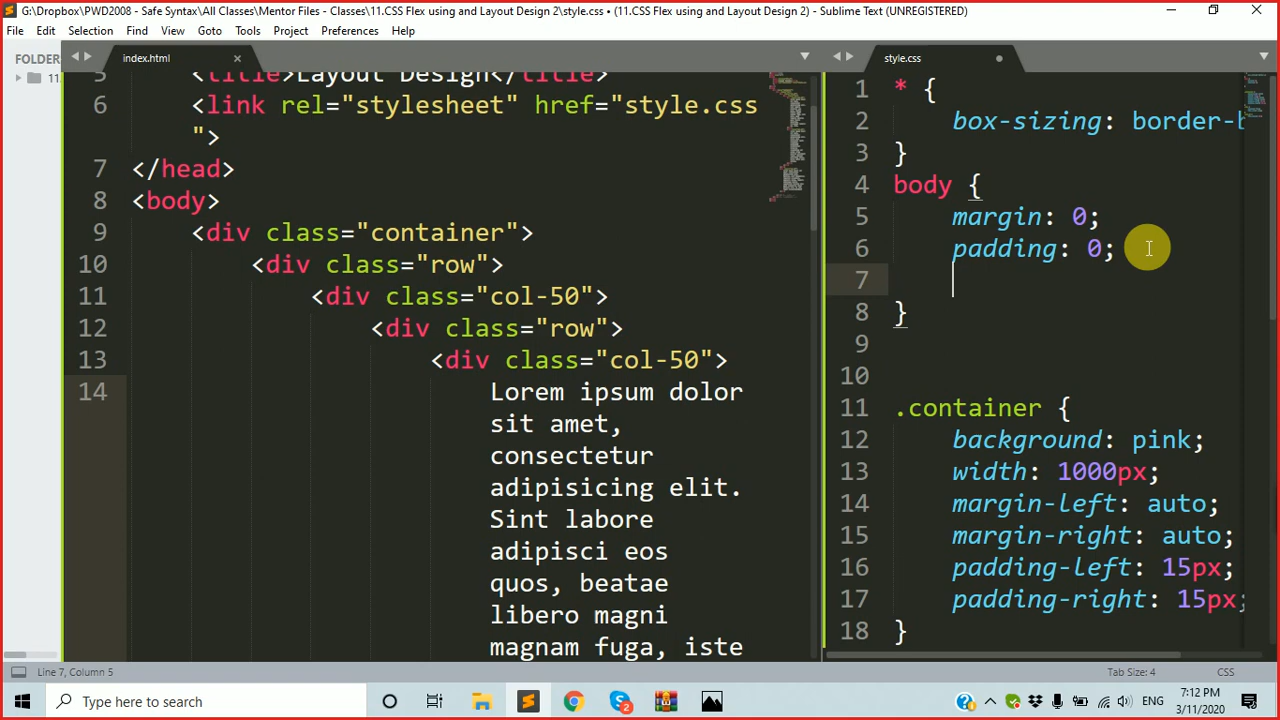 G:\Dropbox\PWD2008 - Safe Syntax\All Classes\Mentor Files - Classes\11.CSS Flex using and Layout Design 2\style.css • (11.CSS Flex using and Layout Design 2) - Sublime Text (UNREGISTERED)
File Edit Selection Find View Goto Tools Project Preferences Help
FOLDER
11
index.html
5 <title>Layout Design</title>
6 <link rel="stylesheet" href="style.css
">
7 </head>
8 <body>
9 <div class="container">
10 <div class="row">
11 <div class="col-50">
12 <div class="row">
13 <div class="col-50">
14 Lorem ipsum dolor
sit amet,
consectetur
adipisicing elit.
Sint labore
adipisci eos
quos, beatae
libero magni
magnam fuga, iste
style.css
1 * {
2 box-sizing: border-b
3 }
4 body {
5 margin: 0;
6 padding: 0;
7
8 }
9
10
11 .container {
12 background: pink;
13 width: 1000px;
14 margin-left: auto;
15 margin-right: auto;
16 padding-left: 15px;
17 padding-right: 15px;
18 }
Line 7, Column 5
Tab Size: 4 CSS
Type here to search
2
ENG
7:12 PM
3/11/2020